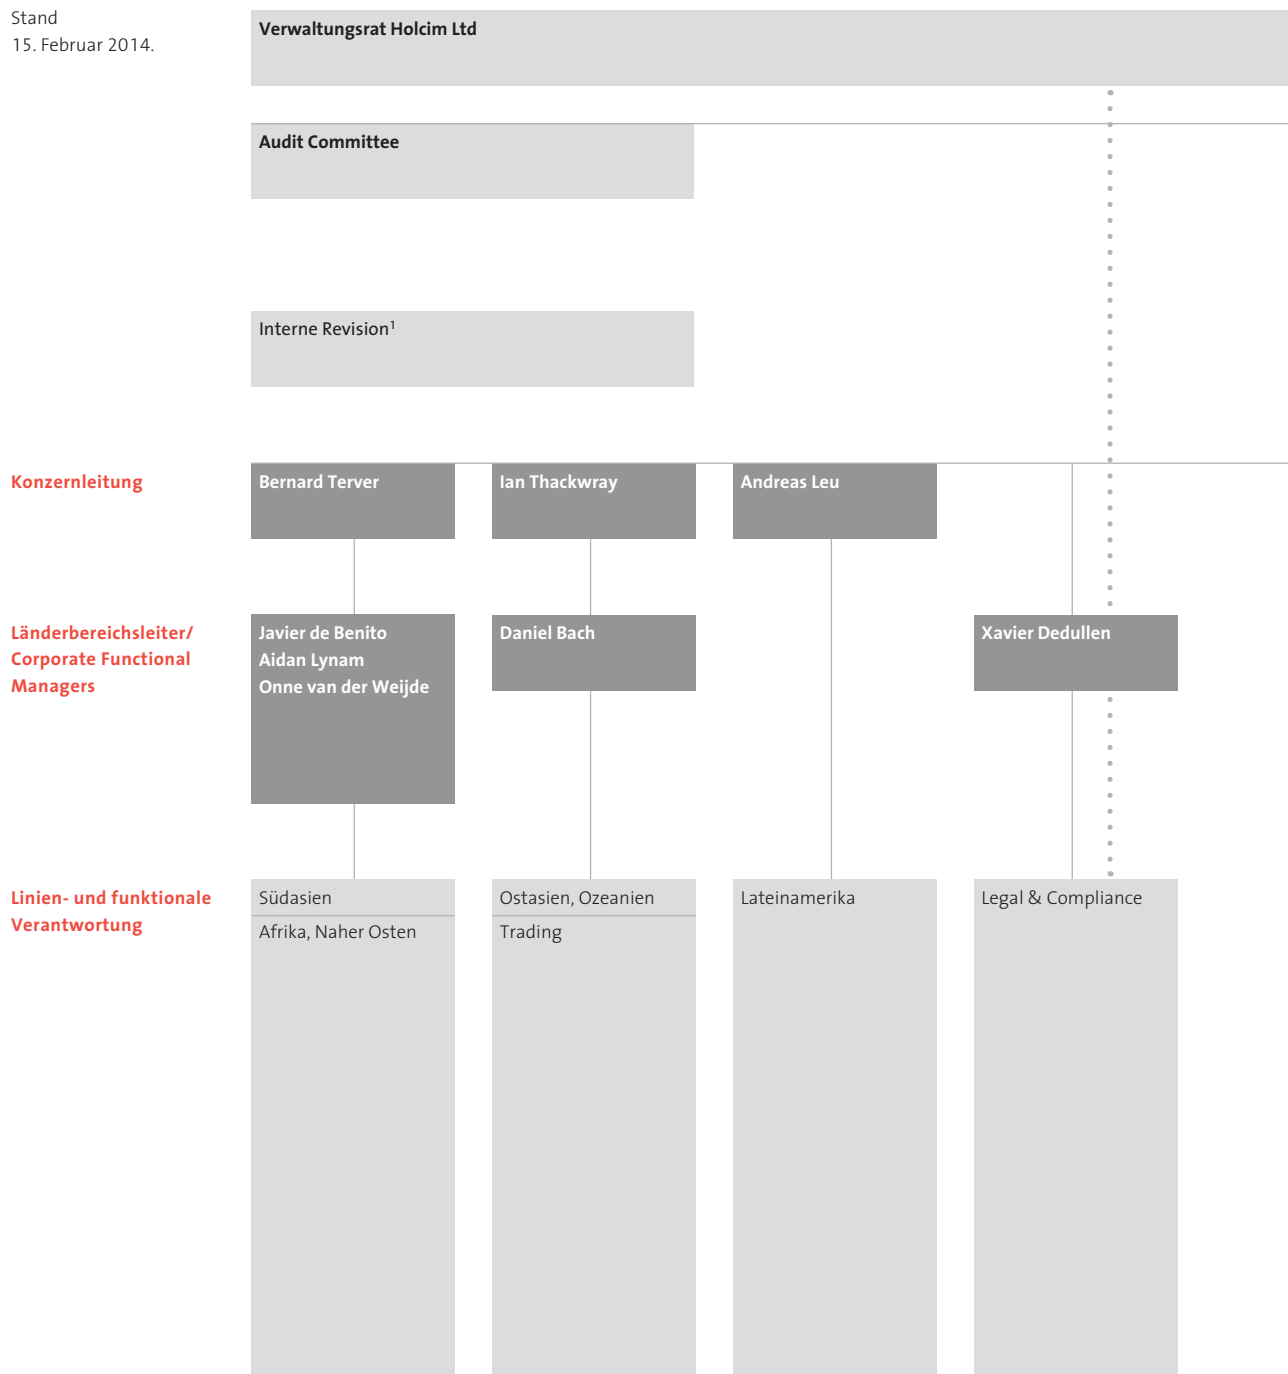 Stand
15. Februar 2014.
Verwaltungsrat Holcim Ltd
Audit Committee
Interne Revision¹
Konzernleitung
Bernard Terver
Ian Thackwray
Andreas Leu
Länderbereichsleiter/
Corporate Functional
Managers
Javier de Benito
Aidan Lynam
Onne van der Weijde
Daniel Bach
Xavier Dedullen
Linien- und funktionale
Verantwortung
Südasien
Afrika, Naher Osten
Ostasien, Ozeanien
Trading
Lateinamerika
Legal & Compliance